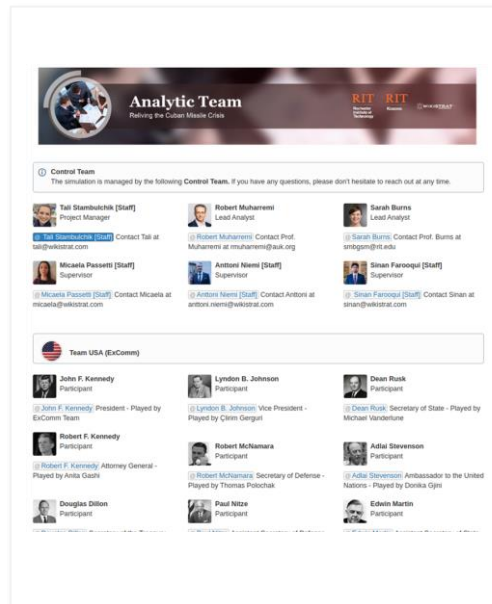 Analytic Team
Reliving the Cuban Missile Crisis
RIT RIT
Rochester
Institute of
Technology
Kosovo
WIKISTRAT
Control Team
The simulation is managed by the following Control Team. If you have any questions, please don't hesitate to reach out at any time.
Tali Stambulchik [Staff]
Project Manager
@ Tali Stambulchik [Staff] Contact Tali at
tali@wikistrat.com
Robert Muharremi
Lead Analyst
@ Robert Muharremi Contact Prof.
Muharremi at rmuharremi@auk.org
Sarah Burns
Lead Analyst
@ Sarah Burns Contact Prof. Burns at
smbgsm@rit.edu
Micaela Passetti [Staff]
Supervisor
@ Micaela Passetti [Staff] Contact Micaela at
micaela@wikistrat.com
Anttoni Niemi [Staff]
Supervisor
@ Anttoni Niemi [Staff] Contact Anttoni at
anttoni.niemi@wikistrat.com
Sinan Farooqui [Staff]
Supervisor
@ Sinan Farooqui [Staff] Contact Sinan at
sinan@wikistrat.com
Team USA (ExComm)
John F. Kennedy
Participant
@ John F. Kennedy President - Played by
ExComm Team
Lyndon B. Johnson
Participant
@ Lyndon B. Johnson Vice President -
Played by Çlirim Gerguri
Dean Rusk
Participant
@ Dean Rusk Secretary of State - Played by
Michael Vanderlune
Robert F. Kennedy
Participant
@ Robert F. Kennedy Attorney General -
Played by Anita Gashi
Robert McNamara
Participant
@ Robert McNamara Secretary of Defense -
Played by Thomas Polochak
Adlai Stevenson
Participant
@ Adlai Stevenson Ambassador to the United
Nations - Played by Donika Gjini
Douglas Dillon
Participant
Paul Nitze
Participant
Edwin Martin
Participant